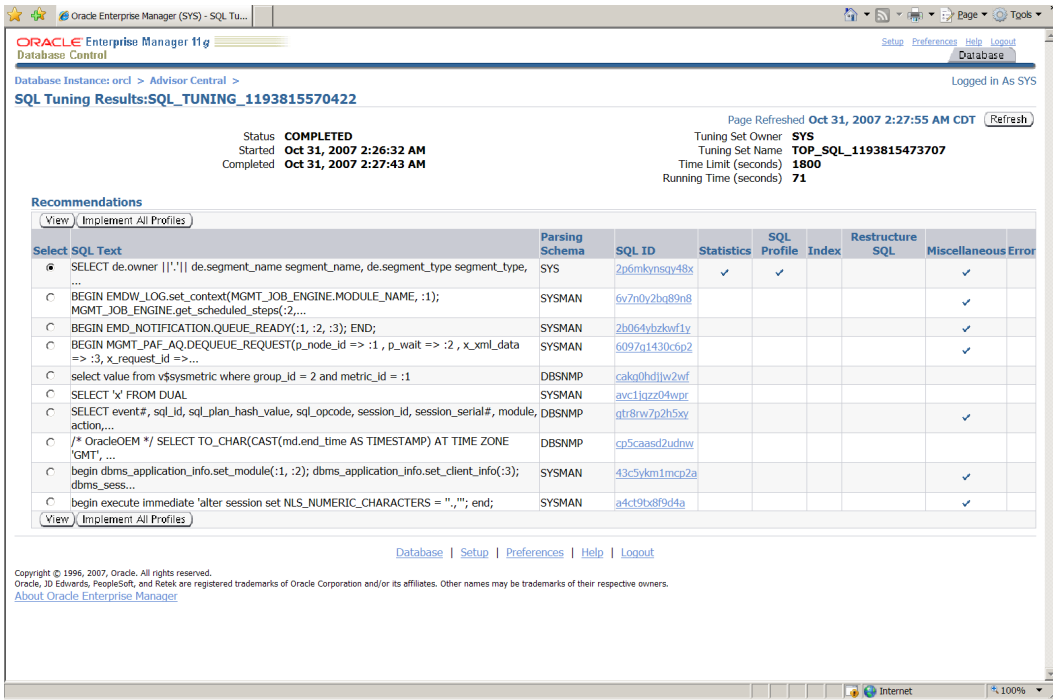 Oracle Enterprise Manager (SYS) - SQL Tu...
Page Tools
ORACLE Enterprise Manager 11g
Database Control
Setup Preferences Help Logout
Database
Database Instance: orcl > Advisor Central >
Logged in As SYS
SQL Tuning Results:SQL_TUNING_1193815570422
Page Refreshed Oct 31, 2007 2:27:55 AM CDT Refresh
Status COMPLETED
Started Oct 31, 2007 2:26:32 AM
Completed Oct 31, 2007 2:27:43 AM
Tuning Set Owner SYS
Tuning Set Name TOP_SQL_1193815473707
Time Limit (seconds) 1800
Running Time (seconds) 71
Recommendations
View Implement All Profiles
Select SQL Text Parsing Schema SQL ID Statistics SQL Profile Index Restructure SQL Miscellaneous Error
SELECT de.owner ||'.'|| de.segment_name segment_name, de.segment_type segment_type,
...
SYS 2p6mkynsqy48x
BEGIN EMDW_LOG.set_context(MGMT_JOB_ENGINE.MODULE_NAME, :1);
MGMT_JOB_ENGINE.get_scheduled_steps(:2,...
SYSMAN 6v7n0y2bq89n8
BEGIN EMD_NOTIFICATION.QUEUE_READY(:1, :2, :3); END; SYSMAN 2b064ybzkwf1y
BEGIN MGMT_PAF_AQ.DEQUEUE_REQUEST(p_node_id => :1 , p_wait => :2 , x_xml_data
=> :3, x_request_id =>...
SYSMAN 6097g1430c6p2
select value from v$sysmetric where group_id = 2 and metric_id = :1 DBSNMP cakg0hdjjw2wf
SELECT 'x' FROM DUAL SYSMAN avc1jqzz04wpr
SELECT event#, sql_id, sql_plan_hash_value, sql_opcode, session_id, session_serial#, module,
action,...
DBSNMP gtr8rw7p2h5xy
/* OracleOEM */ SELECT TO_CHAR(CAST(md.end_time AS TIMESTAMP) AT TIME ZONE
'GMT', ...
DBSNMP cp5caasd2udnw
begin dbms_application_info.set_module(:1, :2); dbms_application_info.set_client_info(:3);
dbms_sess...
SYSMAN 43c5ykm1mcp2a
begin execute immediate 'alter session set NLS_NUMERIC_CHARACTERS = ".,"'; end; SYSMAN a4ct9tx8f9d4a
View Implement All Profiles
Database | Setup | Preferences | Help | Logout
Copyright © 1996, 2007, Oracle. All rights reserved.
Oracle, JD Edwards, PeopleSoft, and Retek are registered trademarks of Oracle Corporation and/or its affiliates. Other names may be trademarks of their respective owners.
About Oracle Enterprise Manager
Internet 100%